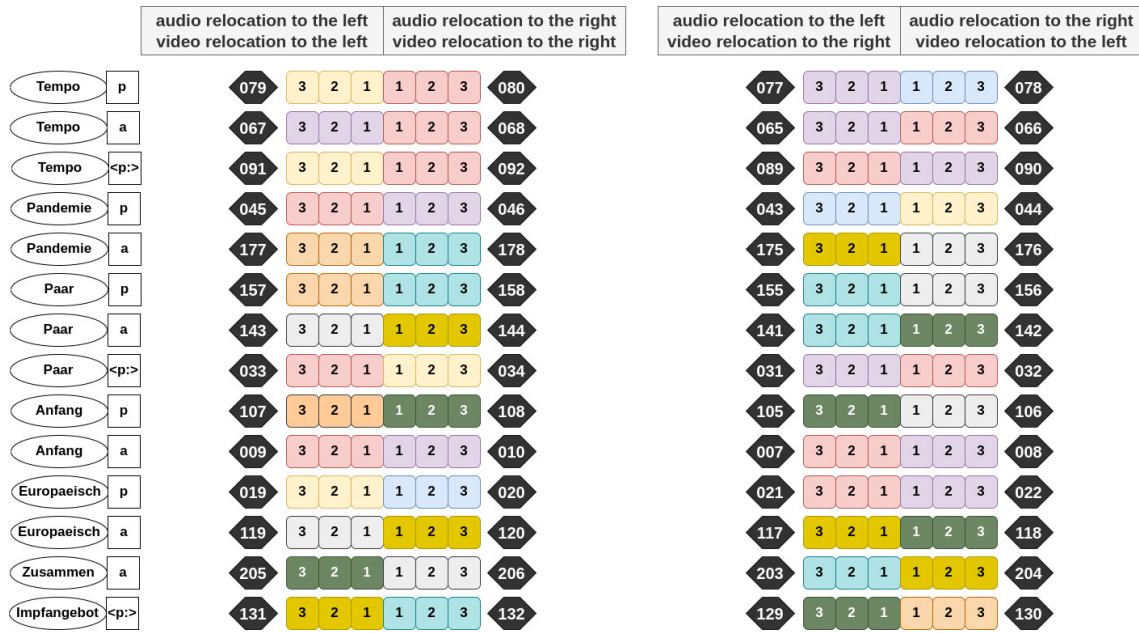 audio relocation to the left audio relocation to the right audio relocation to the left audio relocation to the right
video relocation to the left video relocation to the right video relocation to the right video relocation to the left
Tempo p 079 3 2 1 1 2 3 080 077 3 2 1 1 2 3 078
Tempo a 067 3 2 1 1 2 3 068 065 3 2 1 1 2 3 066
Tempo <p:> 091 3 2 1 1 2 3 092 089 3 2 1 1 2 3 090
Pandemie p 045 3 2 1 1 2 3 046 043 3 2 1 1 2 3 044
Pandemie a 177 3 2 1 1 2 3 178 175 3 2 1 1 2 3 176
Paar p 157 3 2 1 1 2 3 158 155 3 2 1 1 2 3 156
Paar a 143 3 2 1 1 2 3 144 141 3 2 1 1 2 3 142
Paar <p:> 033 3 2 1 1 2 3 034 031 3 2 1 1 2 3 032
Anfang p 107 3 2 1 1 2 3 108 105 3 2 1 1 2 3 106
Anfang a 009 3 2 1 1 2 3 010 007 3 2 1 1 2 3 008
Europaeisch p 019 3 2 1 1 2 3 020 021 3 2 1 1 2 3 022
Europaeisch a 119 3 2 1 1 2 3 120 117 3 2 1 1 2 3 118
Zusammen a 205 3 2 1 1 2 3 206 203 3 2 1 1 2 3 204
Impfangebot <p:> 131 3 2 1 1 2 3 132 129 3 2 1 1 2 3 130